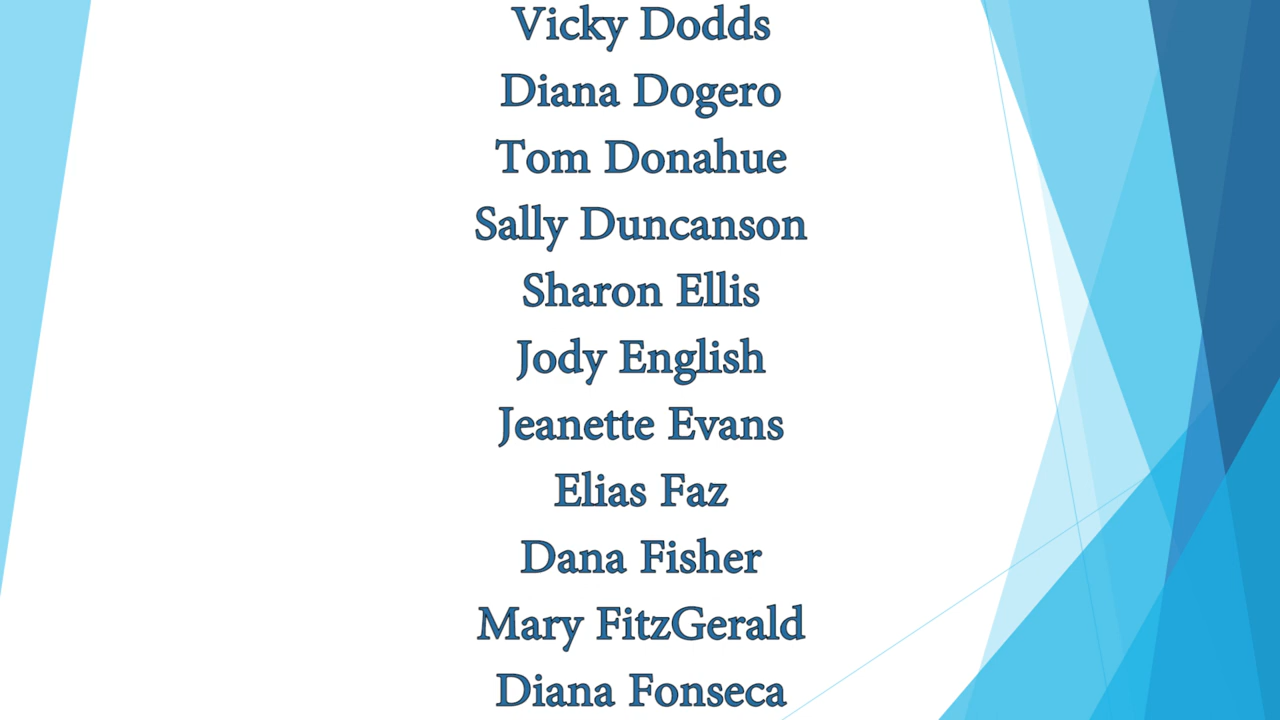 Vicky Dodds
Diana Dogero
Tom Donahue
Sally Duncanson
Sharon Ellis
Jody English
Jeanette Evans
Elias Faz
Dana Fisher
Mary FitzGerald
Diana Fonseca